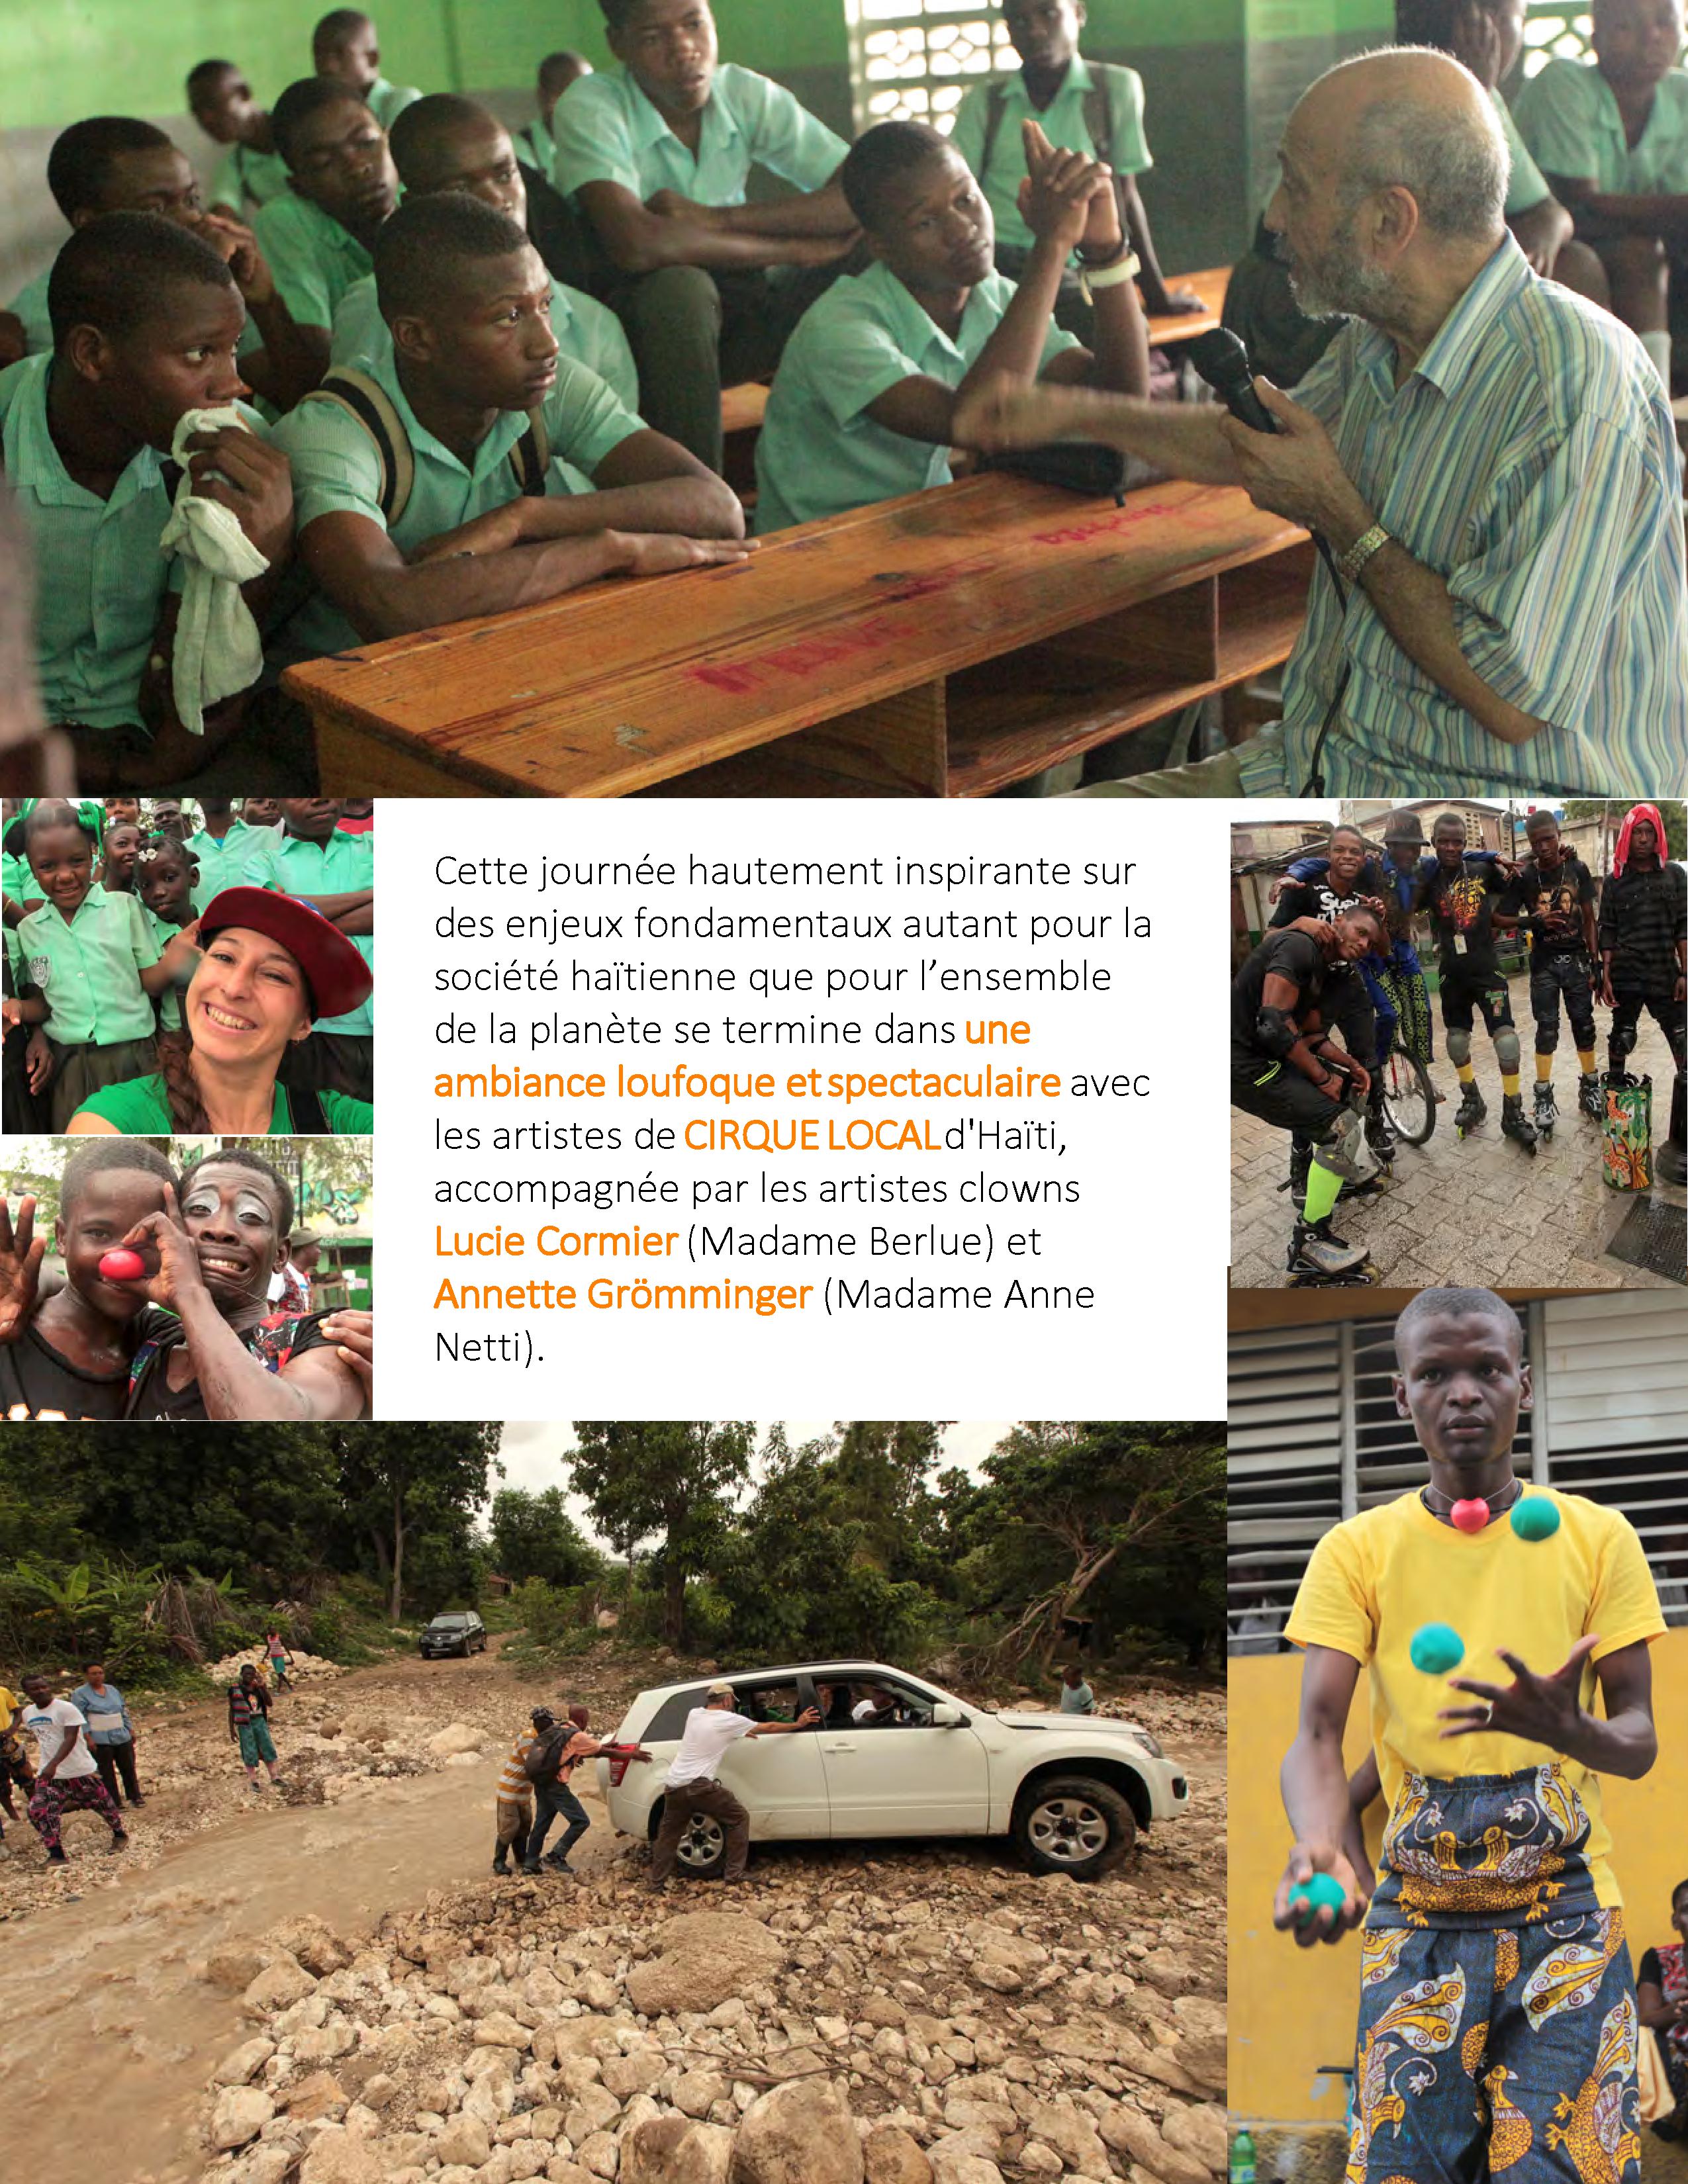 Cette journée hautement inspirante sur
des enjeux fondamentaux autant pour la
société haïtienne que pour l’ensemble
de la planète se termine dans une
ambiance loufoque et spectaculaire avec
les artistes de CIRQUE LOCAL d'Haïti,
accompagnée par les artistes clowns
Lucie Cormier (Madame Berlue) et
Annette Grömminger (Madame Anne
Netti).